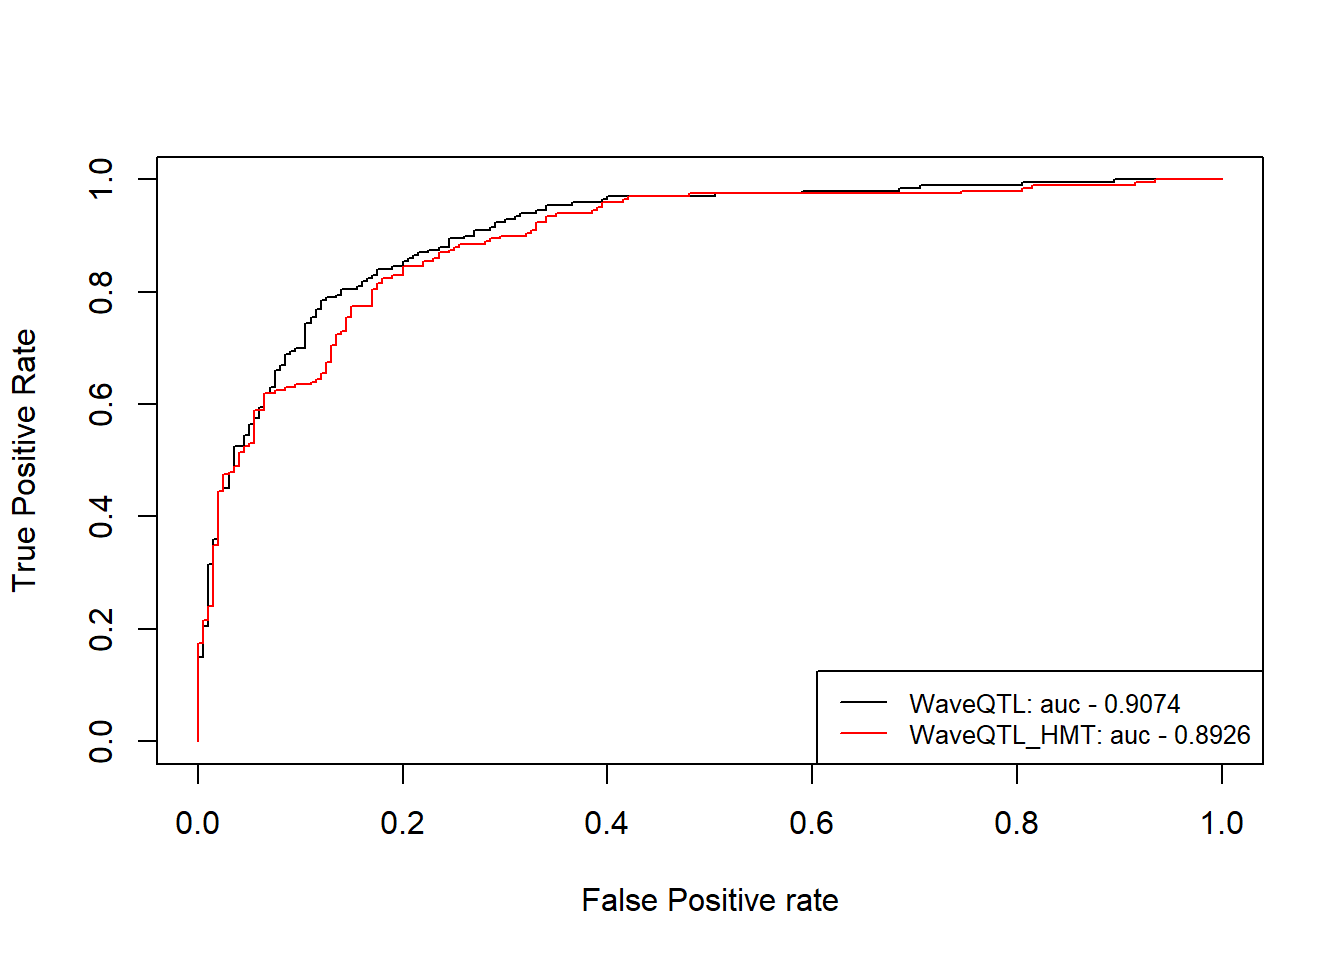 True Positive Rate
1.0
0.8
0.6
0.4
0.2
0.0
WaveQTL: auc - 0.9074
WaveQTL_HMT: auc - 0.8926
0.0 0.2 0.4 0.6 0.8 1.0
False Positive rate